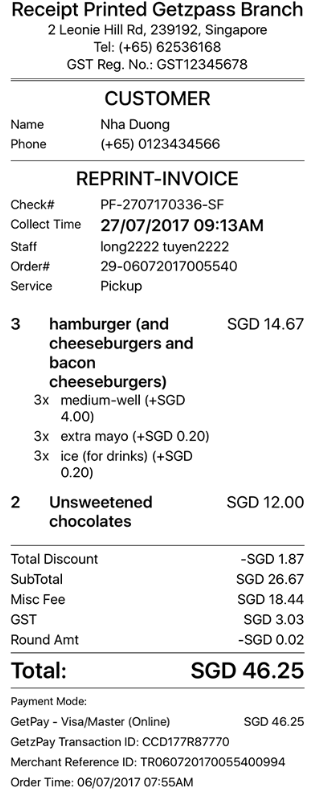 Receipt Printed Getzpass Branch
2 Leonie Hill Rd, 239192, Singapore
Tel: (+65) 62536168
GST Reg. No.: GST12345678
CUSTOMER
Name Nha Duong
Phone (+65) 0123434566
REPRINT-INVOICE
Check# PF-2707170336-SF
Collect Time 27/07/2017 09:13AM
Staff long2222 tuyen2222
Order# 29-06072017005540
Service Pickup
3 hamburger (and SGD 14.67
cheeseburgers and
bacon
cheeseburgers)
3x medium-well (+SGD
4.00)
3x extra mayo (+SGD 0.20)
3x ice (for drinks) (+SGD
0.20)
2 Unsweetened SGD 12.00
chocolates
Total Discount -SGD 1.87
SubTotal SGD 26.67
Misc Fee SGD 18.44
GST SGD 3.03
Round Amt -SGD 0.02
Total: SGD 46.25
Payment Mode:
GetPay - Visa/Master (Online) SGD 46.25
GetzPay Transaction ID: CCD177R87770
Merchant Reference ID: TR060720170055400994
Order Time: 06/07/2017 07:55AM